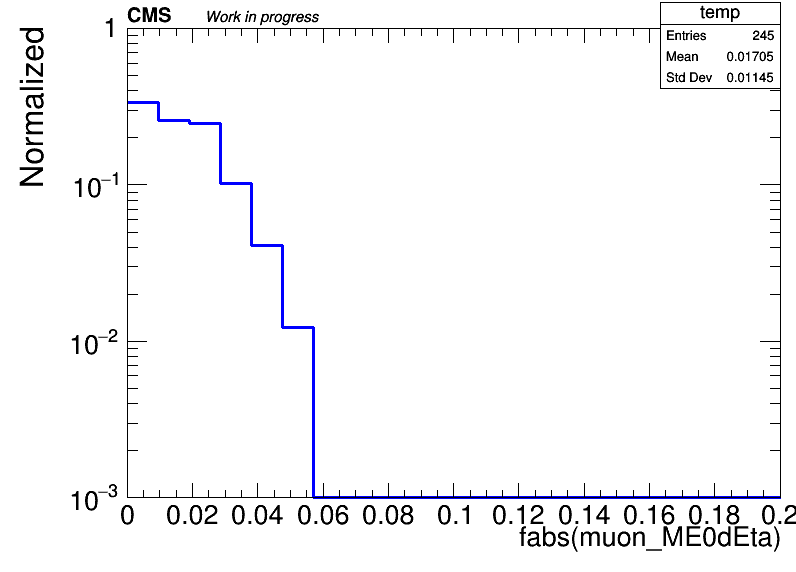 CMS Work in progress
temp
Entries 245
Mean 0.01705
Std Dev 0.01145
Normalized
1
10⁻¹
10⁻²
10⁻³
0 0.02 0.04 0.06 0.08 0.1 0.12 0.14 0.16 0.18 0.2
fabs(muon_ME0dEta)